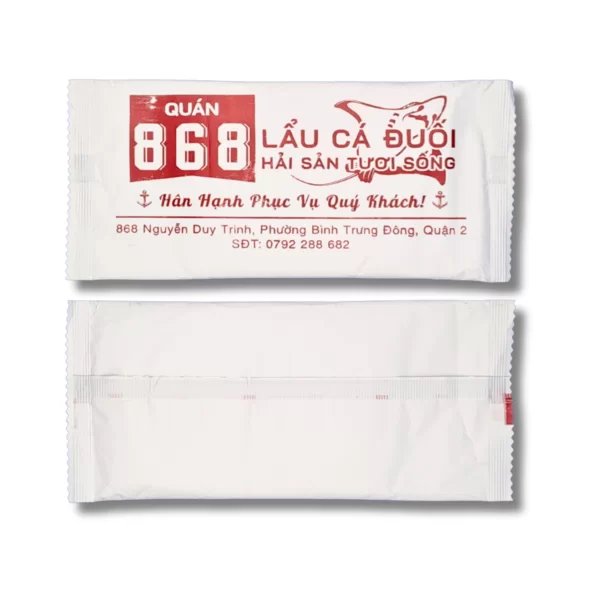 QUÁN
868
LẨU CÁ ĐUỐI
HẢI SẢN TƯƠI SỐNG
Hân Hạnh Phục Vụ Quý Khách!
868 Nguyễn Duy Trinh, Phường Bình Trưng Đông, Quận 2
SĐT: 0792 288 682